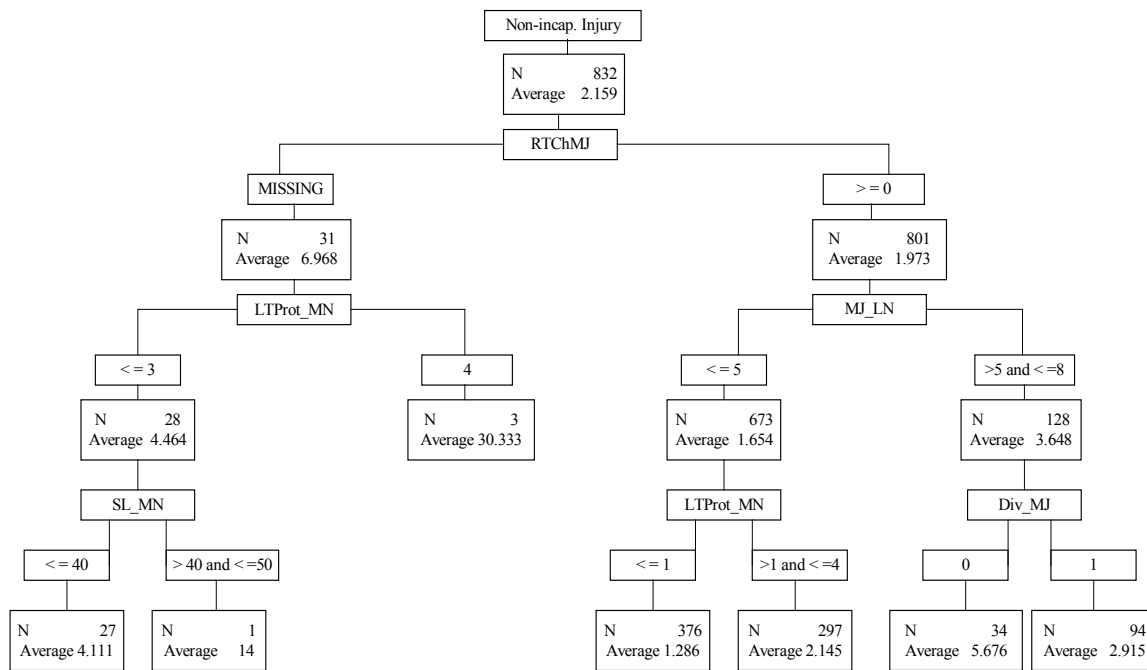 Non-incap. Injury
N 832
Average 2.159
RTChMJ
MISSING
> = 0
N 31
Average 6.968
N 801
Average 1.973
LTProt_MN
MJ_LN
< = 3
4
< = 5
>5 and < =8
N 28
Average 4.464
N 3
Average 30.333
N 673
Average 1.654
N 128
Average 3.648
SL_MN
LTProt_MN
Div_MJ
< = 40
> 40 and < =50
< = 1
>1 and < =4
0
1
N 27
Average 4.111
N 1
Average 14
N 376
Average 1.286
N 297
Average 2.145
N 34
Average 5.676
N 94
Average 2.915